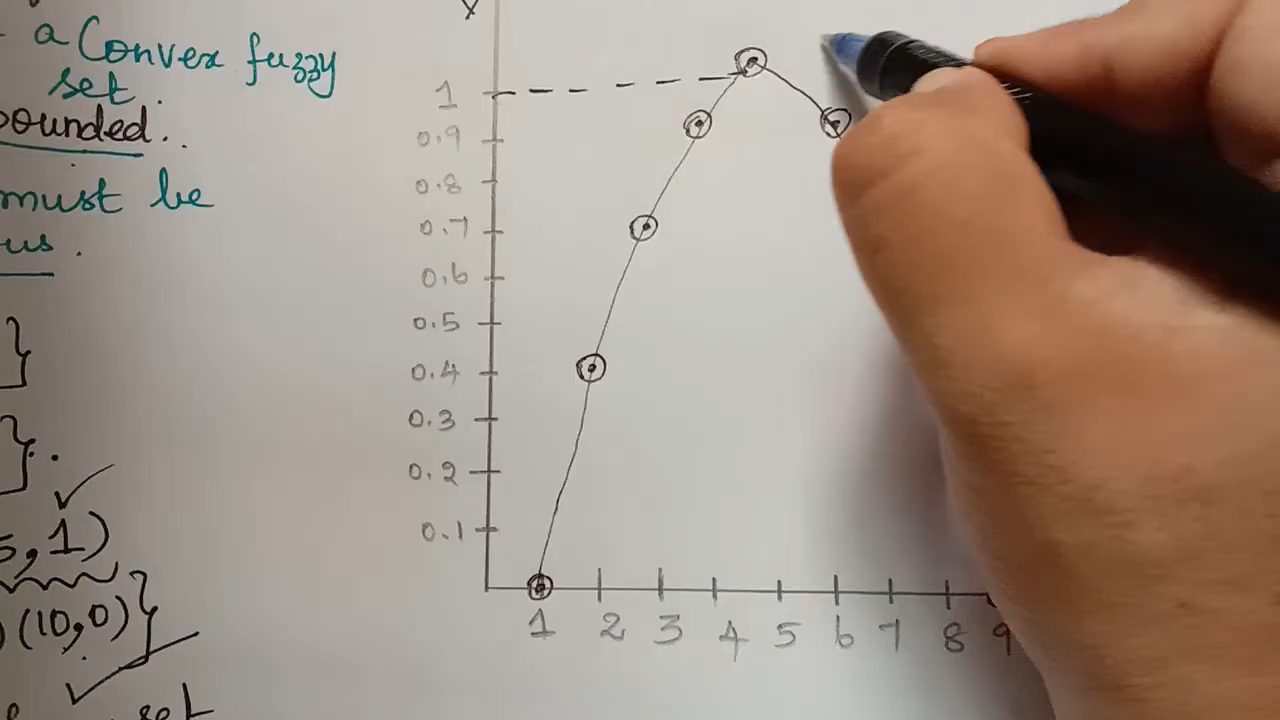 a Convex fuzzy
set.
bounded.
must be
us.
}
}.
5, 1)
(10,0)}
set
Y
1
0.9
0.8
0.7
0.6
0.5
0.4
0.3
0.2
0.1
1 2 3 4 5 6 7 8 9